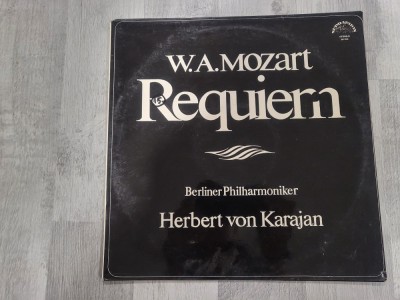 W.A.Mozart
Requiem
Berliner Philharmoniker
Herbert von Karajan